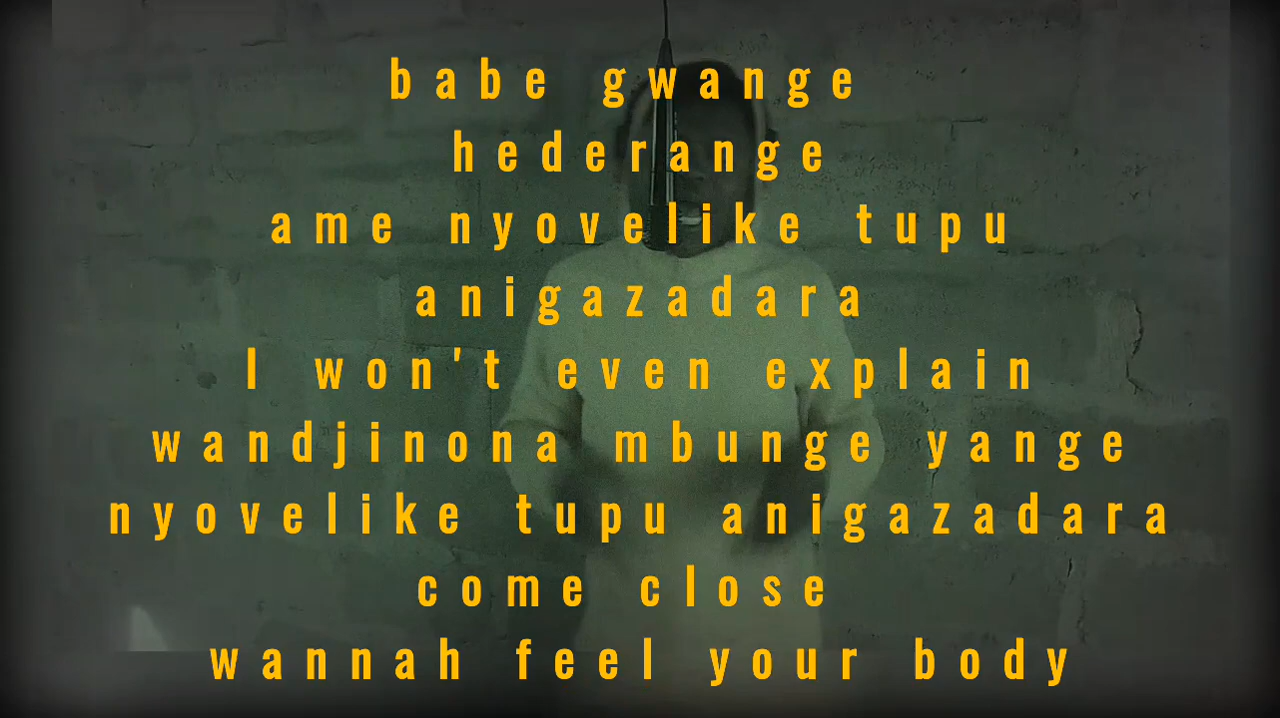 babe gwange
hederange
ame nyovelike tupu
anigazadara
I won't even explain
wandjinona mbunge yange
nyovelike tupu anigazadara
come close
wannah feel your body